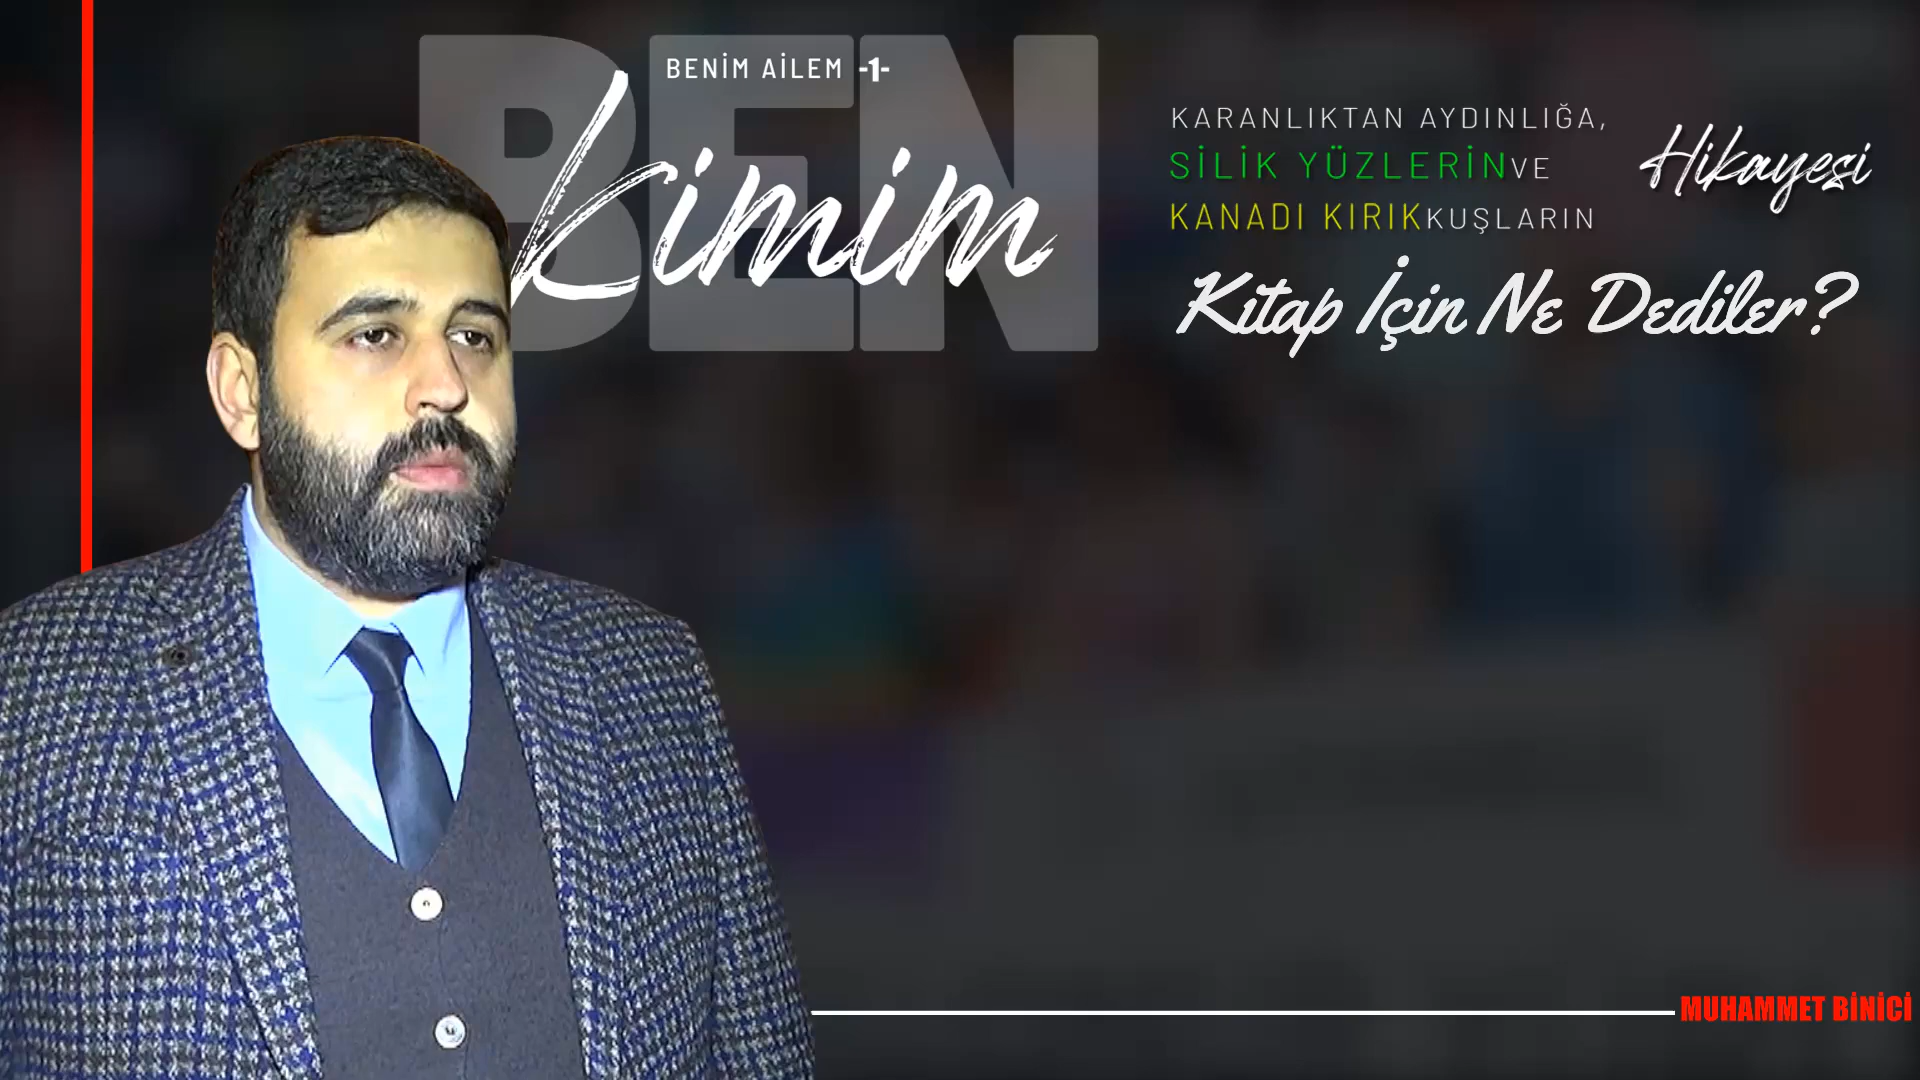 BENİM AİLEM -1-
BEN
Kimim
KARANLIKTAN AYDINLIĞA,
SİLİK YÜZLERİN VE
KANADI KIRIK KUŞLARIN
Hikayesi
Kitap İçin Ne Dediler?
MUHAMMET BİNİCİ